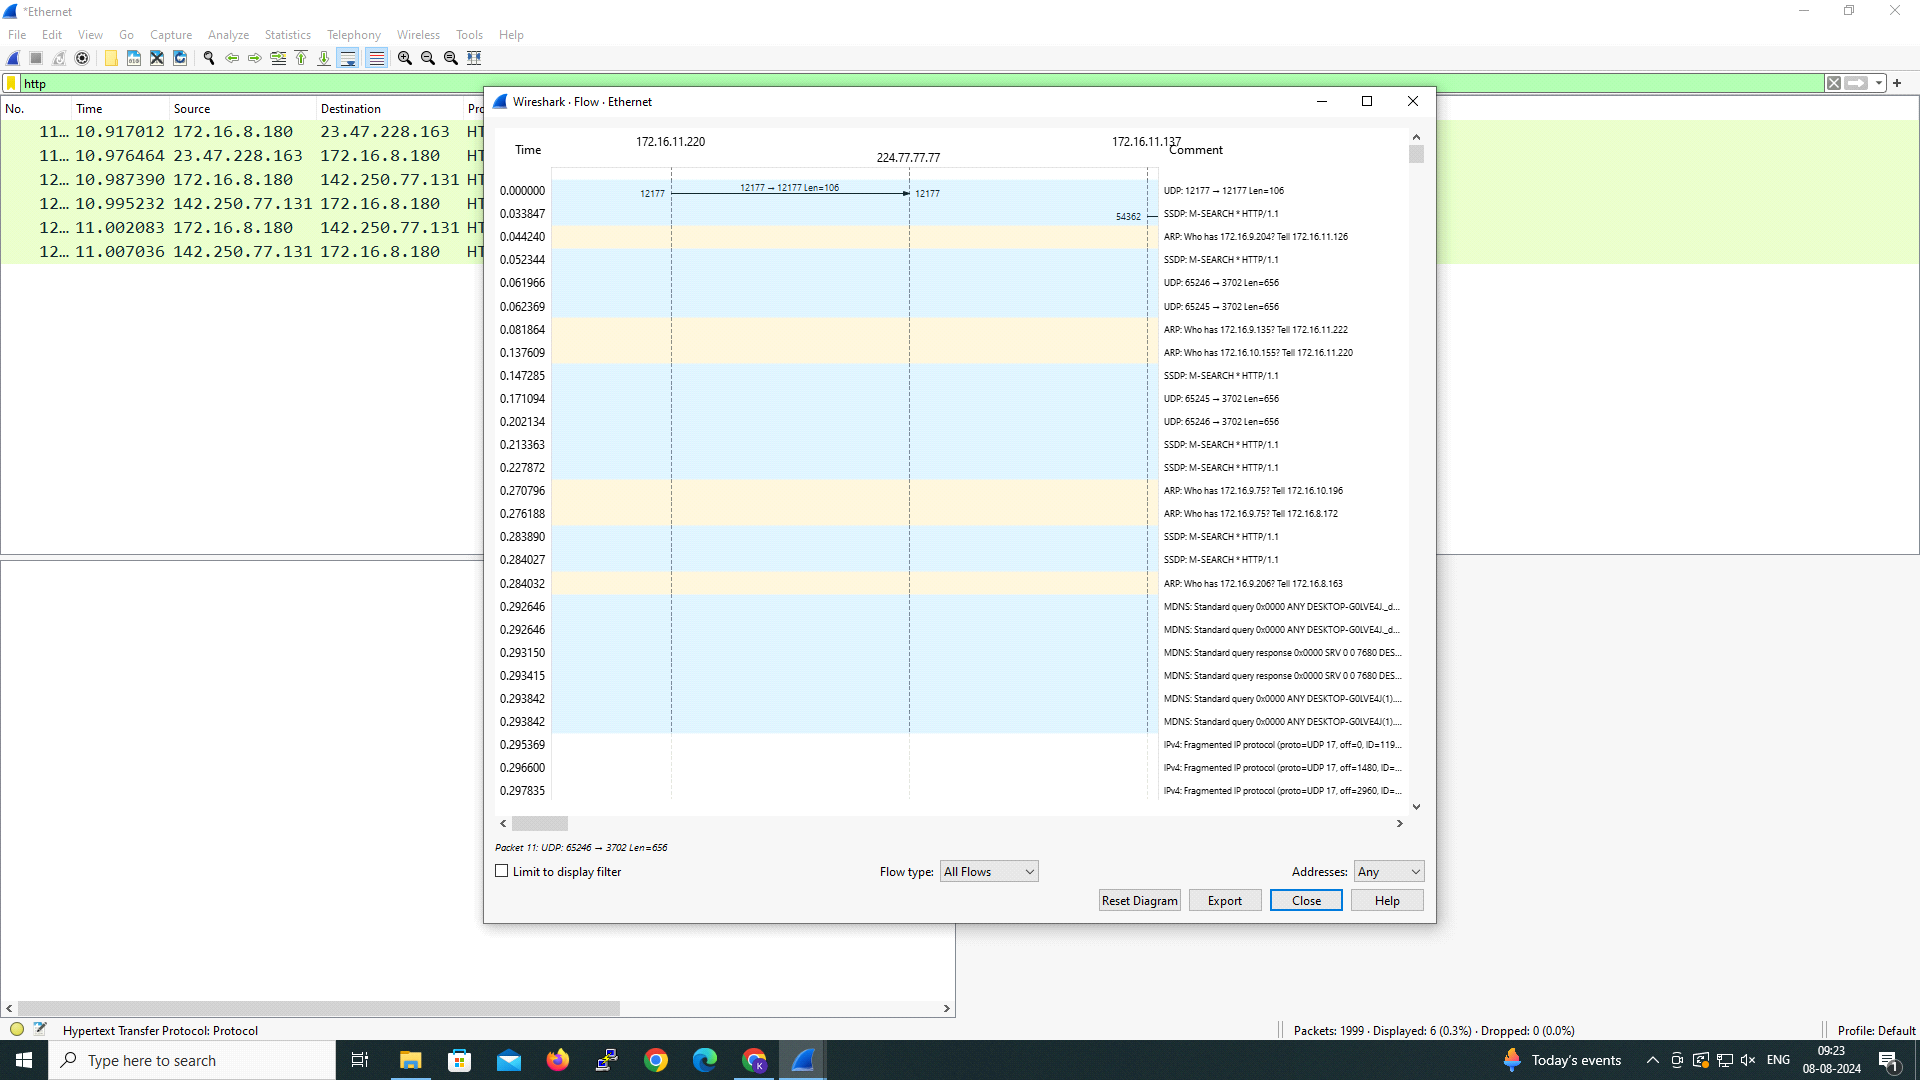 *Ethernet
File Edit View Go Capture Analyze Statistics Telephony Wireless Tools Help
http
No. Time Source Destination Pro
11... 10.917012 172.16.8.180 23.47.228.163 HT
11... 10.976464 23.47.228.163 172.16.8.180 HT
12... 10.987390 172.16.8.180 142.250.77.131 HT
12... 10.995232 142.250.77.131 172.16.8.180 HT
12... 11.002083 172.16.8.180 142.250.77.131 HT
12... 11.007036 142.250.77.131 172.16.8.180 HT
Wireshark · Flow · Ethernet
172.16.11.220 172.16.11.137
Time Comment
224.77.77.77
0.000000 12177 12177 → 12177 Len=106 12177 UDP: 12177 → 12177 Len=106
0.033847 54362 SSDP: M-SEARCH * HTTP/1.1
0.044240 ARP: Who has 172.16.9.204? Tell 172.16.11.126
0.052344 SSDP: M-SEARCH * HTTP/1.1
0.061966 UDP: 65246 → 3702 Len=656
0.062369 UDP: 65245 → 3702 Len=656
0.081864 ARP: Who has 172.16.9.135? Tell 172.16.11.222
0.137609 ARP: Who has 172.16.10.155? Tell 172.16.11.220
0.147285 SSDP: M-SEARCH * HTTP/1.1
0.171094 UDP: 65245 → 3702 Len=656
0.202134 UDP: 65246 → 3702 Len=656
0.213363 SSDP: M-SEARCH * HTTP/1.1
0.227872 SSDP: M-SEARCH * HTTP/1.1
0.270796 ARP: Who has 172.16.9.75? Tell 172.16.10.196
0.276188 ARP: Who has 172.16.9.75? Tell 172.16.8.172
0.283890 SSDP: M-SEARCH * HTTP/1.1
0.284027 SSDP: M-SEARCH * HTTP/1.1
0.284032 ARP: Who has 172.16.9.206? Tell 172.16.8.163
0.292646 MDNS: Standard query 0x0000 ANY DESKTOP-G0LVE4J._d...
0.292646 MDNS: Standard query 0x0000 ANY DESKTOP-G0LVE4J._d...
0.293150 MDNS: Standard query response 0x0000 SRV 0 0 7680 DES...
0.293415 MDNS: Standard query response 0x0000 SRV 0 0 7680 DES...
0.293842 MDNS: Standard query 0x0000 ANY DESKTOP-G0LVE4J(1)....
0.293842 MDNS: Standard query 0x0000 ANY DESKTOP-G0LVE4J(1)....
0.295369 IPv4: Fragmented IP protocol (proto=UDP 17, off=0, ID=119...
0.296600 IPv4: Fragmented IP protocol (proto=UDP 17, off=1480, ID=...
0.297835 IPv4: Fragmented IP protocol (proto=UDP 17, off=2960, ID=...
Packet 11: UDP: 65246 → 3702 Len=656
Limit to display filter Flow type: All Flows Addresses: Any
Reset Diagram Export Close Help
Hypertext Transfer Protocol: Protocol Packets: 1999 · Displayed: 6 (0.3%) · Dropped: 0 (0.0%) Profile: Default
Type here to search K Today's events ENG 09:23
08-08-2024 1